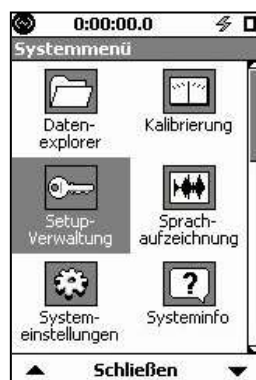 0:00:00.0
Systemmenü
Daten-
explorer
Kalibrierung
Setup-
Verwaltung
Sprach-
aufzeichnung
System-
einstellungen
Systeminfo
Schließen